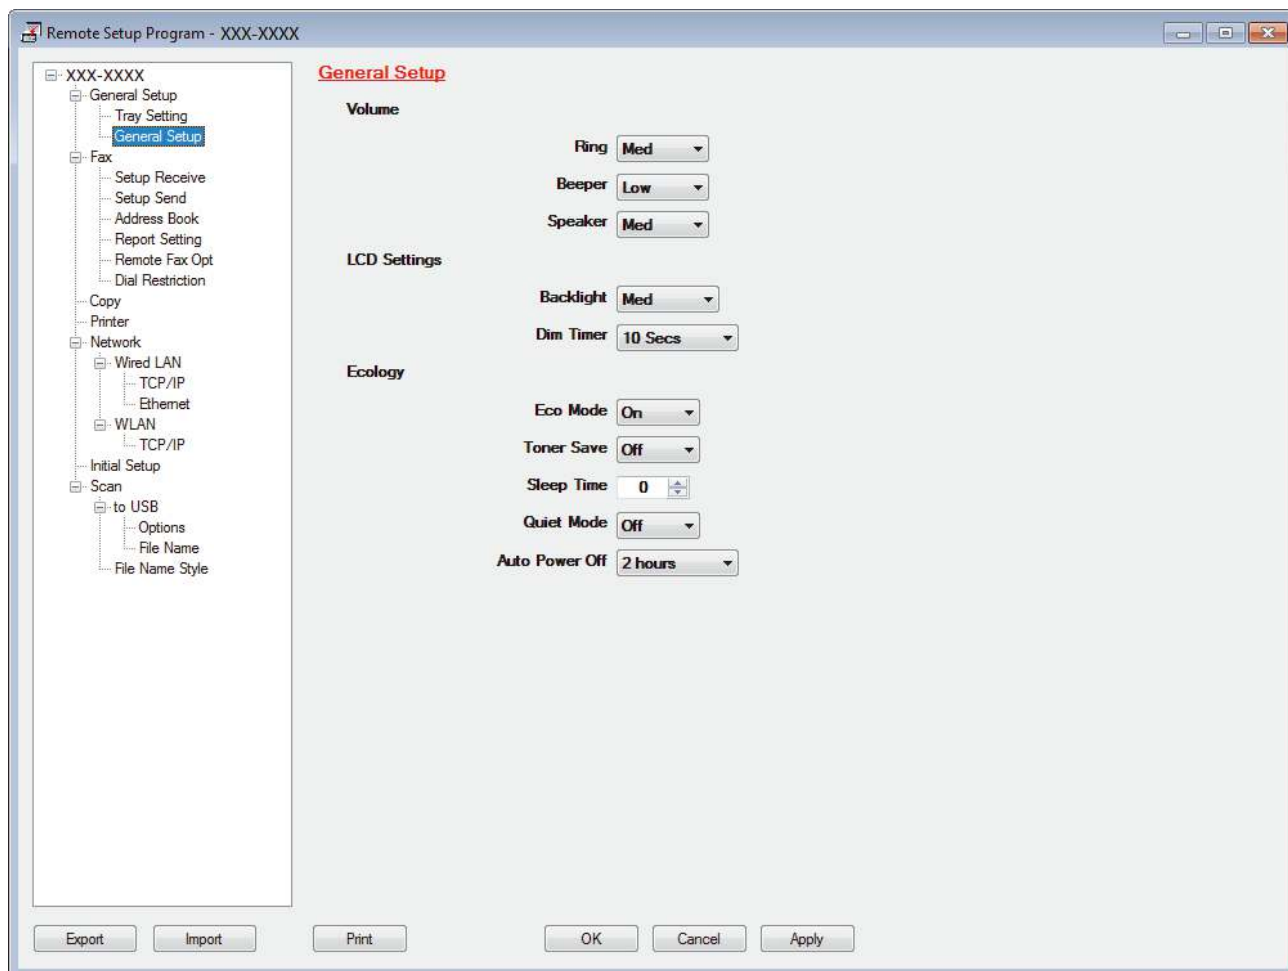 Remote Setup Program - XXX-XXXX
XXX-XXXX
General Setup
Tray Setting
General Setup
Fax
Setup Receive
Setup Send
Address Book
Report Setting
Remote Fax Opt
Dial Restriction
Copy
Printer
Network
Wired LAN
TCP/IP
Ethernet
WLAN
TCP/IP
Initial Setup
Scan
to USB
Options
File Name
File Name Style
General Setup
Volume
Ring Med
Beeper Low
Speaker Med
LCD Settings
Backlight Med
Dim Timer 10 Secs
Ecology
Eco Mode On
Toner Save Off
Sleep Time 0
Quiet Mode Off
Auto Power Off 2 hours
Export Import Print OK Cancel Apply